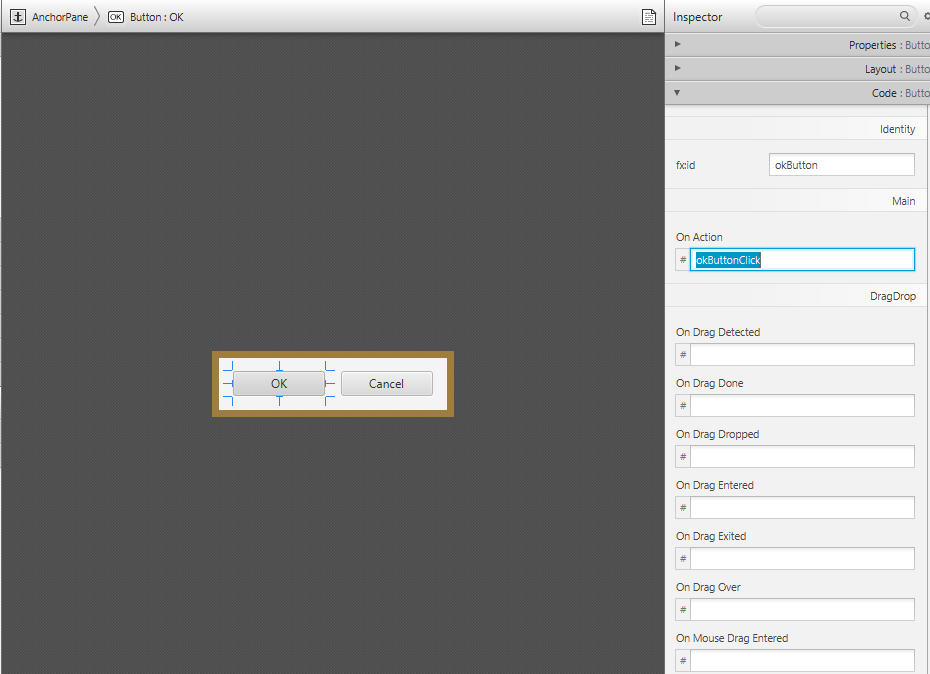 AnchorPane OK Button : OK
Inspector
Properties : Butto
Layout : Butto
Code : Butto
Identity
fx:id okButton
Main
On Action
# okButtonClick
DragDrop
On Drag Detected
#
On Drag Done
#
On Drag Dropped
#
On Drag Entered
#
On Drag Exited
#
On Drag Over
#
On Mouse Drag Entered
#
OK Cancel